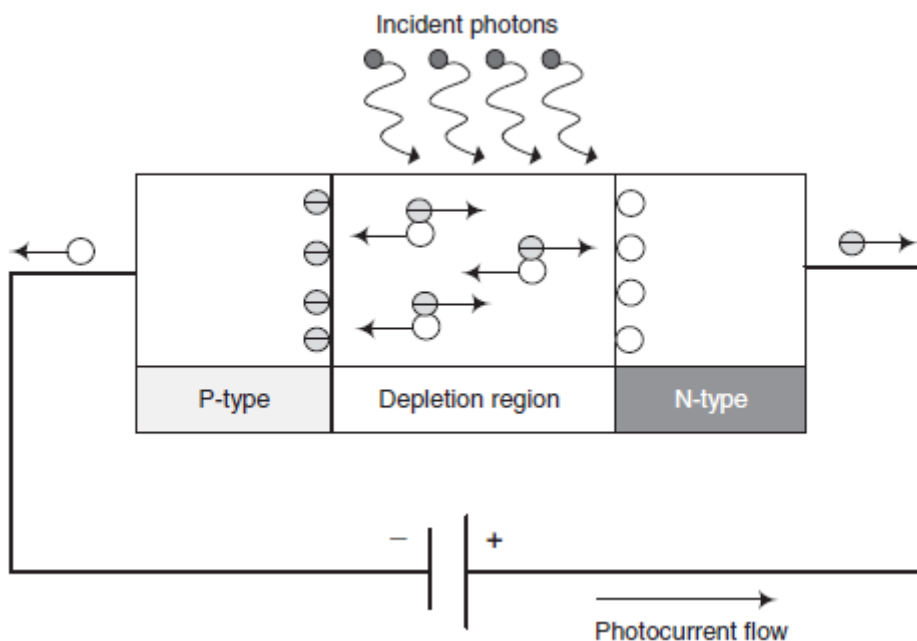 Incident photons
P-type
Depletion region
N-type
− +
Photocurrent flow